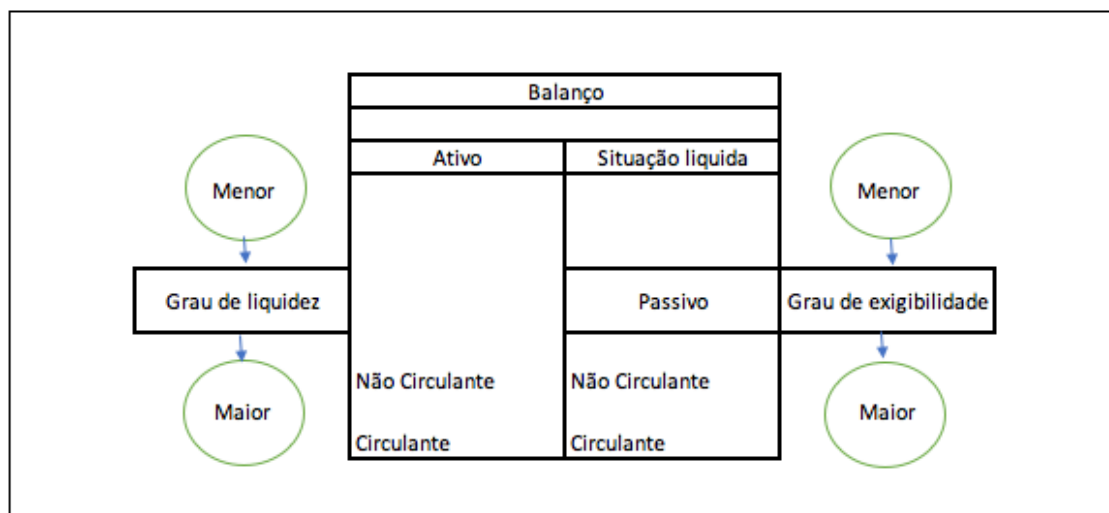 Balanço
Ativo
Situação liquida
Menor
Menor
Grau de liquidez
Passivo
Grau de exigibilidade
Não Circulante
Não Circulante
Maior
Maior
Circulante
Circulante